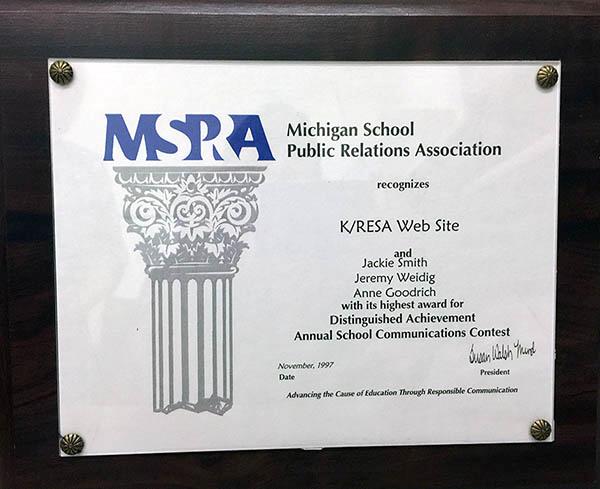 MSPRA
Michigan School
Public Relations Association
recognizes
K/RESA Web Site
and
Jackie Smith
Jeremy Weidig
Anne Goodrich
with its highest award for
Distinguished Achievement
Annual School Communications Contest
Susan Walsh
November, 1997
Date
President
Advancing the Cause of Education Through Responsible Communication